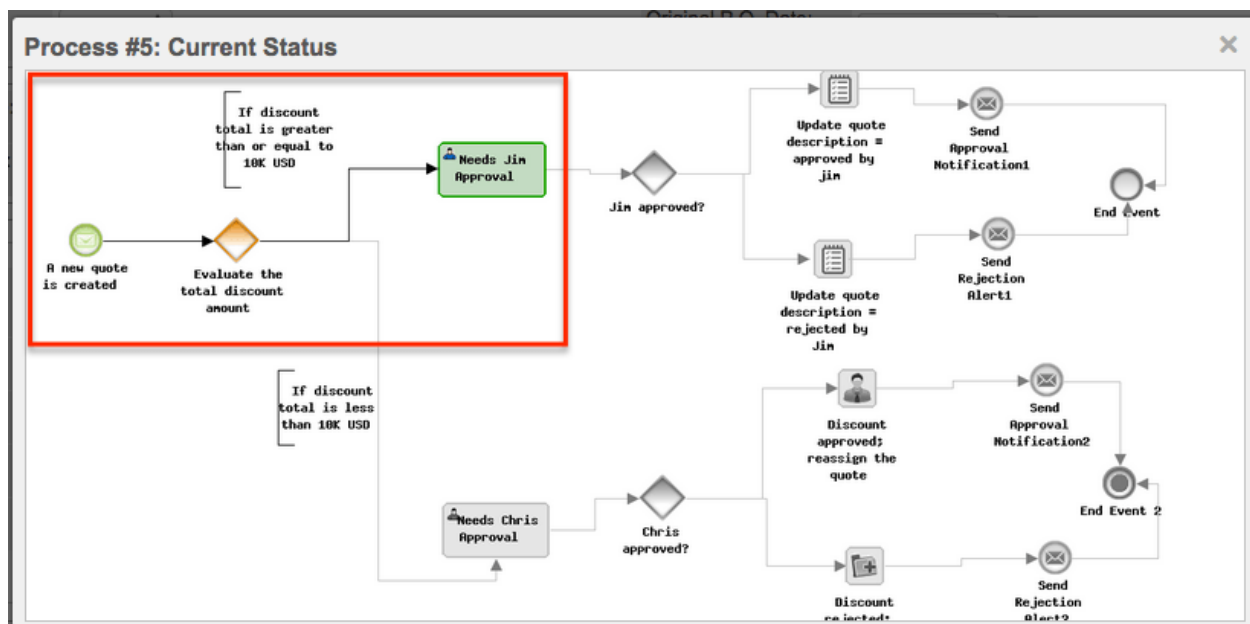 Original P.O. Date:
Process #5: Current Status
×
If discount
total is greater
than or equal to
10K USD
Needs Jim
Approval
A new quote
is created
Evaluate the
total discount
amount
Jim approved?
Update quote
description =
approved by
jim
Send
Approval
Notification1
End Event
Update quote
description =
rejected by
Jim
Send
Rejection
Alert1
If discount
total is less
than 10K USD
Needs Chris
Approval
Chris
approved?
Discount
approved;
reassign the
quote
Send
Approval
Notification2
End Event 2
Discount
rejected;
Send
Rejection
Alert2